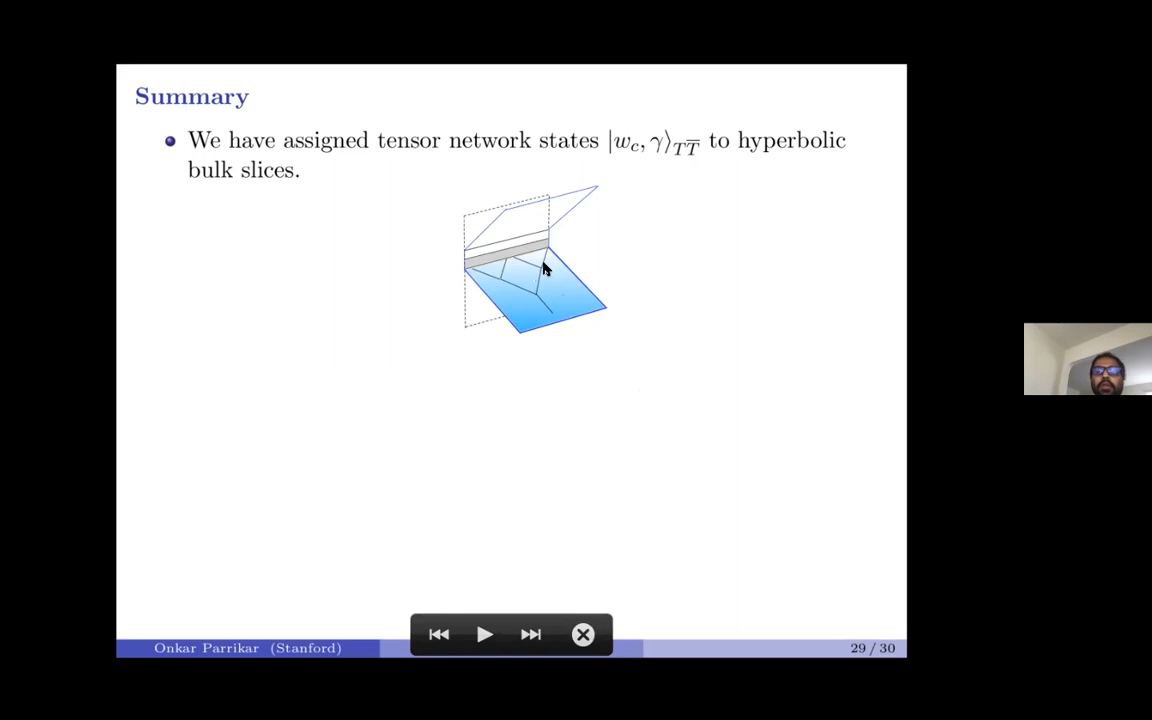 Summary
We have assigned tensor network states |w_c, γ⟩_{TT̅} to hyperbolic
bulk slices.
Onkar Parrikar (Stanford)
29 / 30